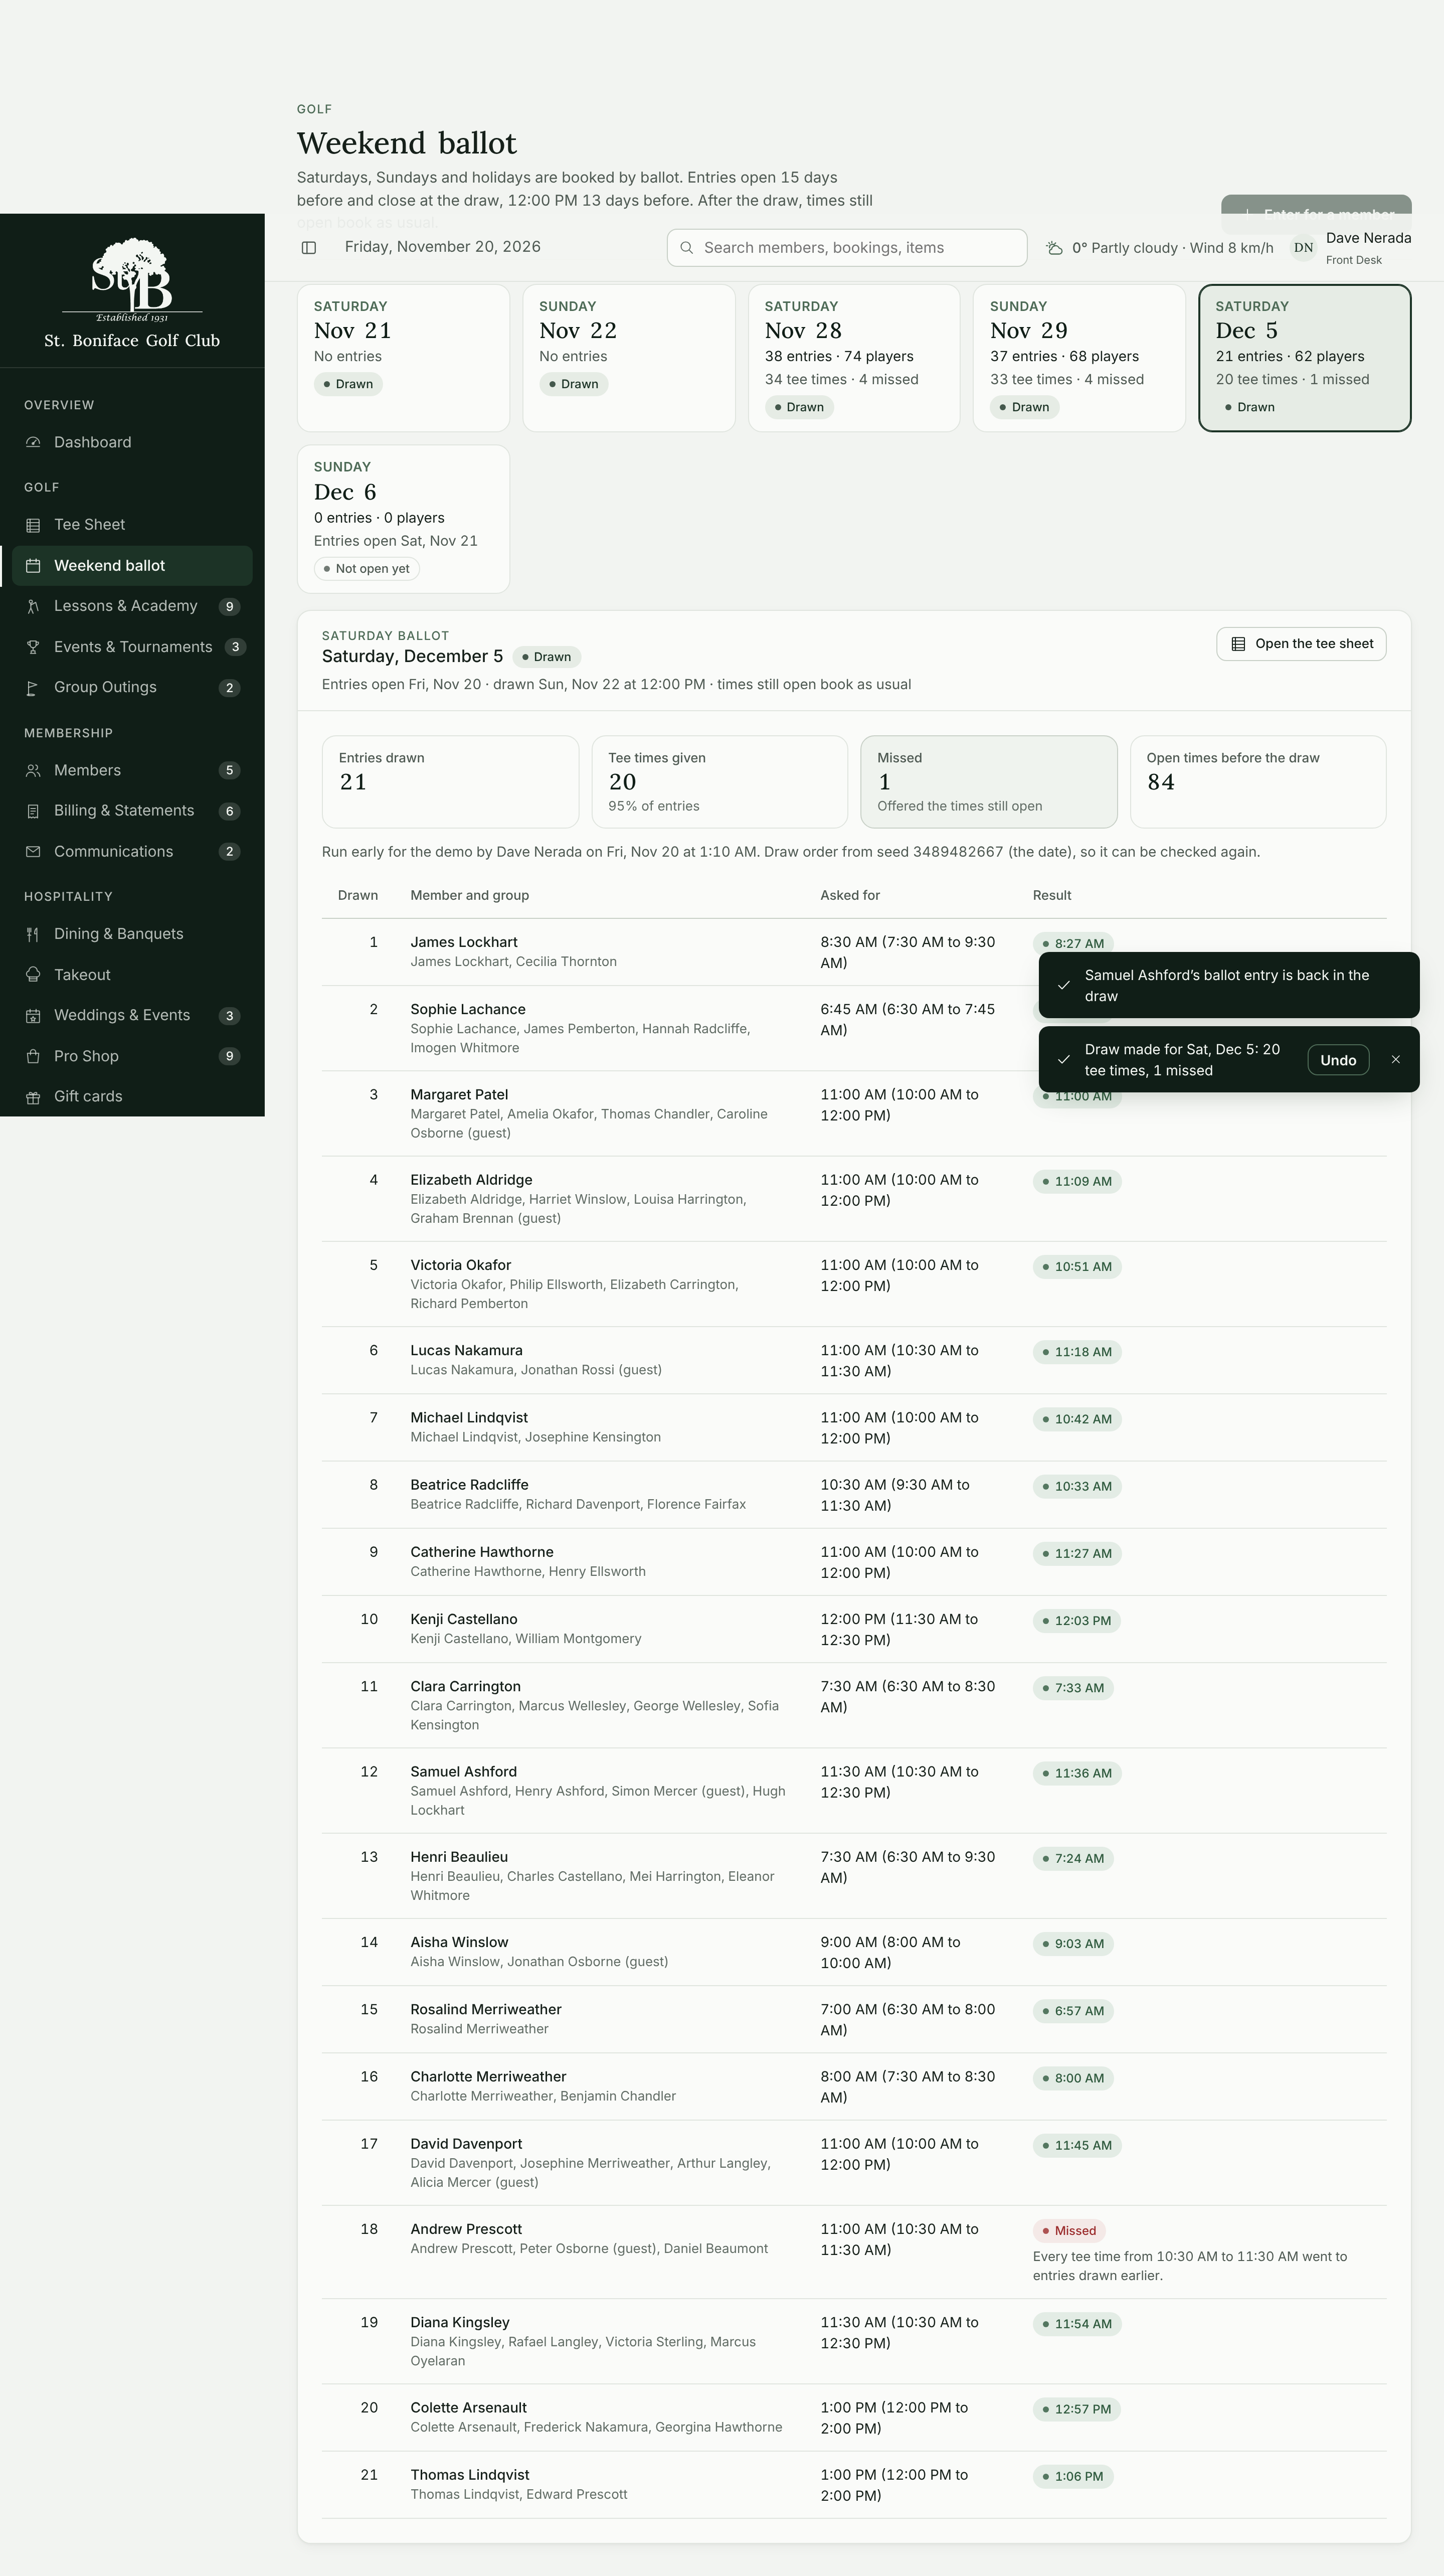 GOLF
Weekend ballot
Saturdays, Sundays and holidays are booked by ballot. Entries open 15 days
before and close at the draw, 12:00 PM 13 days before. After the draw, times still
open book as usual.
Enter for a member
StB
Established 1931
St. Boniface Golf Club
Friday, November 20, 2026
Search members, bookings, items
0° Partly cloudy · Wind 8 km/h
DN
Dave Nerada
Front Desk
OVERVIEW
Dashboard
GOLF
Tee Sheet
Weekend ballot
Lessons & Academy 9
Events & Tournaments 3
Group Outings 2
MEMBERSHIP
Members 5
Billing & Statements 6
Communications 2
HOSPITALITY
Dining & Banquets
Takeout
Weddings & Events 3
Pro Shop 9
Gift cards
SATURDAY
Nov 21
No entries
Drawn
SUNDAY
Nov 22
No entries
Drawn
SATURDAY
Nov 28
38 entries · 74 players
34 tee times · 4 missed
Drawn
SUNDAY
Nov 29
37 entries · 68 players
33 tee times · 4 missed
Drawn
SATURDAY
Dec 5
21 entries · 62 players
20 tee times · 1 missed
Drawn
SUNDAY
Dec 6
0 entries · 0 players
Entries open Sat, Nov 21
Not open yet
SATURDAY BALLOT
Saturday, December 5 Drawn
Entries open Fri, Nov 20 · drawn Sun, Nov 22 at 12:00 PM · times still open book as usual
Open the tee sheet
Entries drawn
21
Tee times given
20
95% of entries
Missed
1
Offered the times still open
Open times before the draw
84
Run early for the demo by Dave Nerada on Fri, Nov 20 at 1:10 AM. Draw order from seed 3489482667 (the date), so it can be checked again.
Drawn Member and group Asked for Result
1 James Lockhart 8:30 AM (7:30 AM to 9:30 8:27 AM
James Lockhart, Cecilia Thornton AM)
Samuel Ashford’s ballot entry is back in the
draw
2 Sophie Lachance 6:45 AM (6:30 AM to 7:45
Sophie Lachance, James Pemberton, Hannah Radcliffe, AM)
Imogen Whitmore
Draw made for Sat, Dec 5: 20
tee times, 1 missed
Undo
3 Margaret Patel 11:00 AM (10:00 AM to 11:00 AM
Margaret Patel, Amelia Okafor, Thomas Chandler, Caroline 12:00 PM)
Osborne (guest)
4 Elizabeth Aldridge 11:00 AM (10:00 AM to 11:09 AM
Elizabeth Aldridge, Harriet Winslow, Louisa Harrington, 12:00 PM)
Graham Brennan (guest)
5 Victoria Okafor 11:00 AM (10:00 AM to 10:51 AM
Victoria Okafor, Philip Ellsworth, Elizabeth Carrington, 12:00 PM)
Richard Pemberton
6 Lucas Nakamura 11:00 AM (10:30 AM to 11:18 AM
Lucas Nakamura, Jonathan Rossi (guest) 11:30 AM)
7 Michael Lindqvist 11:00 AM (10:00 AM to 10:42 AM
Michael Lindqvist, Josephine Kensington 12:00 PM)
8 Beatrice Radcliffe 10:30 AM (9:30 AM to 10:33 AM
Beatrice Radcliffe, Richard Davenport, Florence Fairfax 11:30 AM)
9 Catherine Hawthorne 11:00 AM (10:00 AM to 11:27 AM
Catherine Hawthorne, Henry Ellsworth 12:00 PM)
10 Kenji Castellano 12:00 PM (11:30 AM to 12:03 PM
Kenji Castellano, William Montgomery 12:30 PM)
11 Clara Carrington 7:30 AM (6:30 AM to 8:30 7:33 AM
Clara Carrington, Marcus Wellesley, George Wellesley, Sofia AM)
Kensington
12 Samuel Ashford 11:30 AM (10:30 AM to 11:36 AM
Samuel Ashford, Henry Ashford, Simon Mercer (guest), Hugh 12:30 PM)
Lockhart
13 Henri Beaulieu 7:30 AM (6:30 AM to 9:30 7:24 AM
Henri Beaulieu, Charles Castellano, Mei Harrington, Eleanor AM)
Whitmore
14 Aisha Winslow 9:00 AM (8:00 AM to 9:03 AM
Aisha Winslow, Jonathan Osborne (guest) 10:00 AM)
15 Rosalind Merriweather 7:00 AM (6:30 AM to 8:00 6:57 AM
Rosalind Merriweather AM)
16 Charlotte Merriweather 8:00 AM (7:30 AM to 8:30 8:00 AM
Charlotte Merriweather, Benjamin Chandler AM)
17 David Davenport 11:00 AM (10:00 AM to 11:45 AM
David Davenport, Josephine Merriweather, Arthur Langley, 12:00 PM)
Alicia Mercer (guest)
18 Andrew Prescott 11:00 AM (10:30 AM to Missed
Andrew Prescott, Peter Osborne (guest), Daniel Beaumont 11:30 AM)
Every tee time from 10:30 AM to 11:30 AM went to
entries drawn earlier.
19 Diana Kingsley 11:30 AM (10:30 AM to 11:54 AM
Diana Kingsley, Rafael Langley, Victoria Sterling, Marcus 12:30 PM)
Oyelaran
20 Colette Arsenault 1:00 PM (12:00 PM to 12:57 PM
Colette Arsenault, Frederick Nakamura, Georgina Hawthorne 2:00 PM)
21 Thomas Lindqvist 1:00 PM (12:00 PM to 1:06 PM
Thomas Lindqvist, Edward Prescott 2:00 PM)